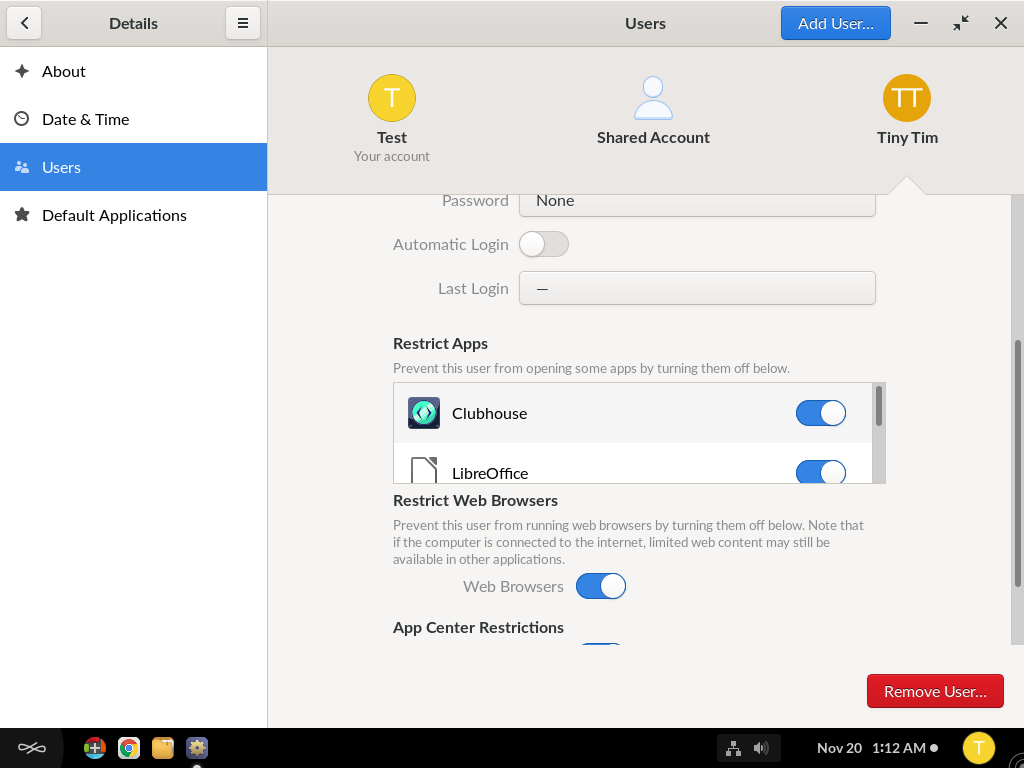 Details
Users
Add User...
About
Date & Time
Users
Default Applications
T
Test
Your account
Shared Account
TT
Tiny Tim
Password
None
Automatic Login
Last Login
—
Restrict Apps
Prevent this user from opening some apps by turning them off below.
Clubhouse
LibreOffice
Restrict Web Browsers
Prevent this user from running web browsers by turning them off below. Note that
if the computer is connected to the internet, limited web content may still be
available in other applications.
Web Browsers
App Center Restrictions
Remove User...
Nov 20 1:12 AM
T